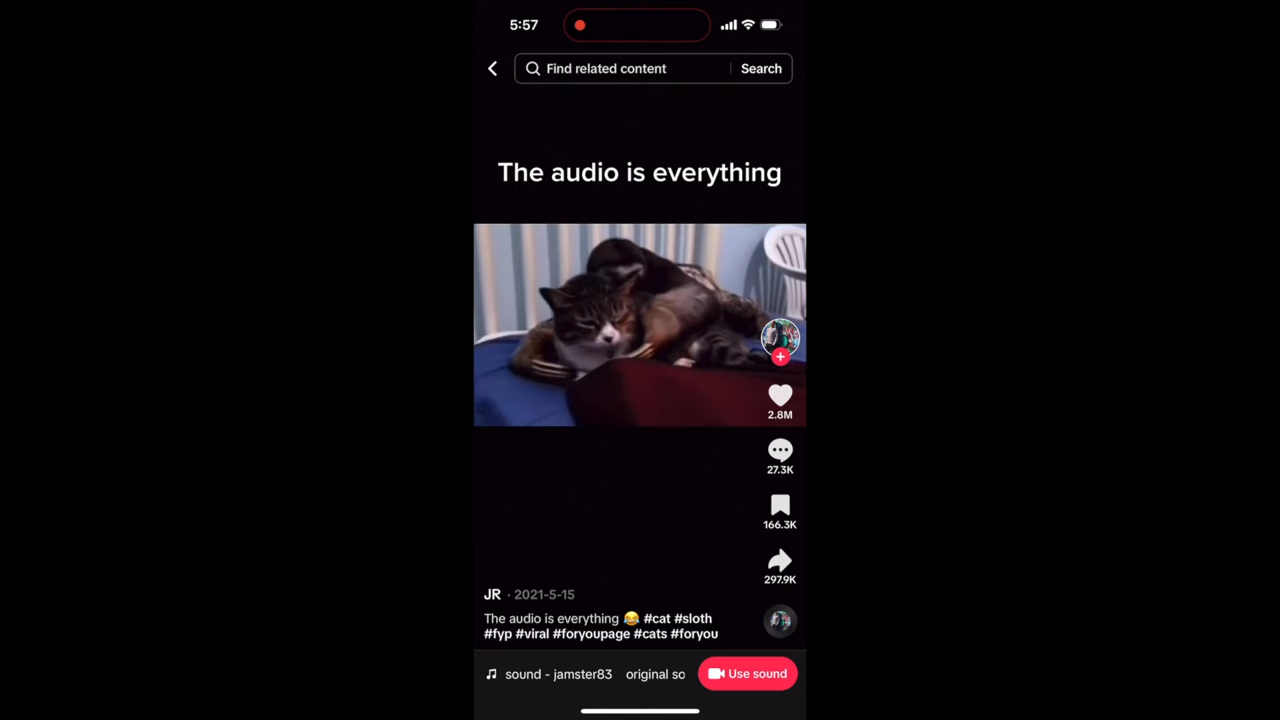 5:57
Find related content
Search
The audio is everything
2.8M
27.3K
166.3K
297.9K
JR · 2021-5-15
The audio is everything 😂 #cat #sloth
#fyp #viral #foryoupage #cats #foryou
sound - jamster83 original so
Use sound